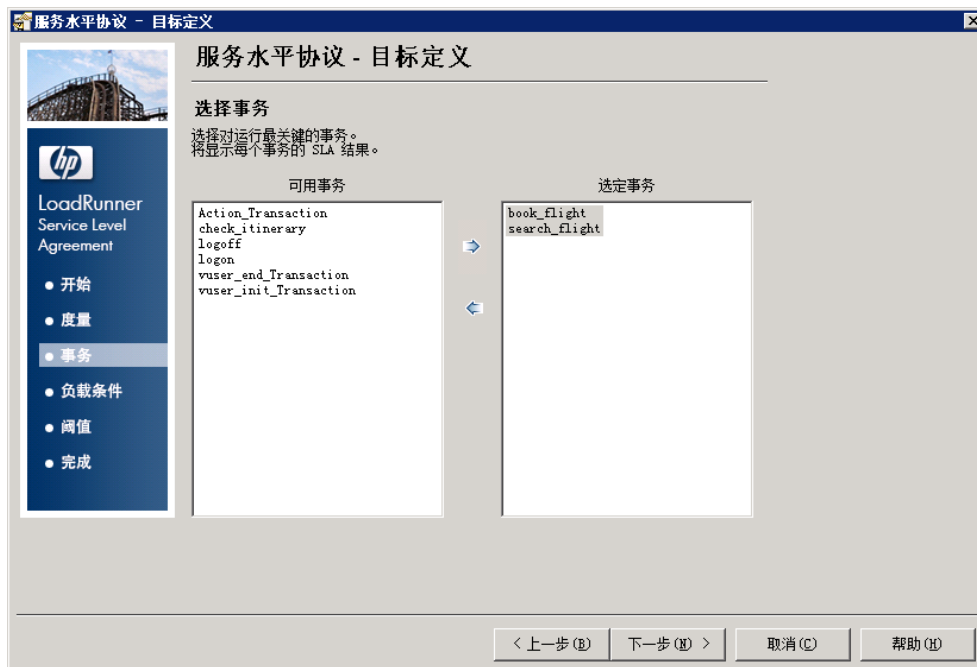 服务水平协议 - 目标定义
服务水平协议 - 目标定义
选择事务
选择对运行最关键的事务。
将显示每个事务的 SLA 结果。
hp
LoadRunner
Service Level
Agreement
开始
度量
事务
负载条件
阈值
完成
可用事务
Action_Transaction
check_itinerary
logoff
logon
vuser_end_Transaction
vuser_init_Transaction
选定事务
book_flight
search_flight
< 上一步(B)
下一步(N) >
取消(C)
帮助(H)